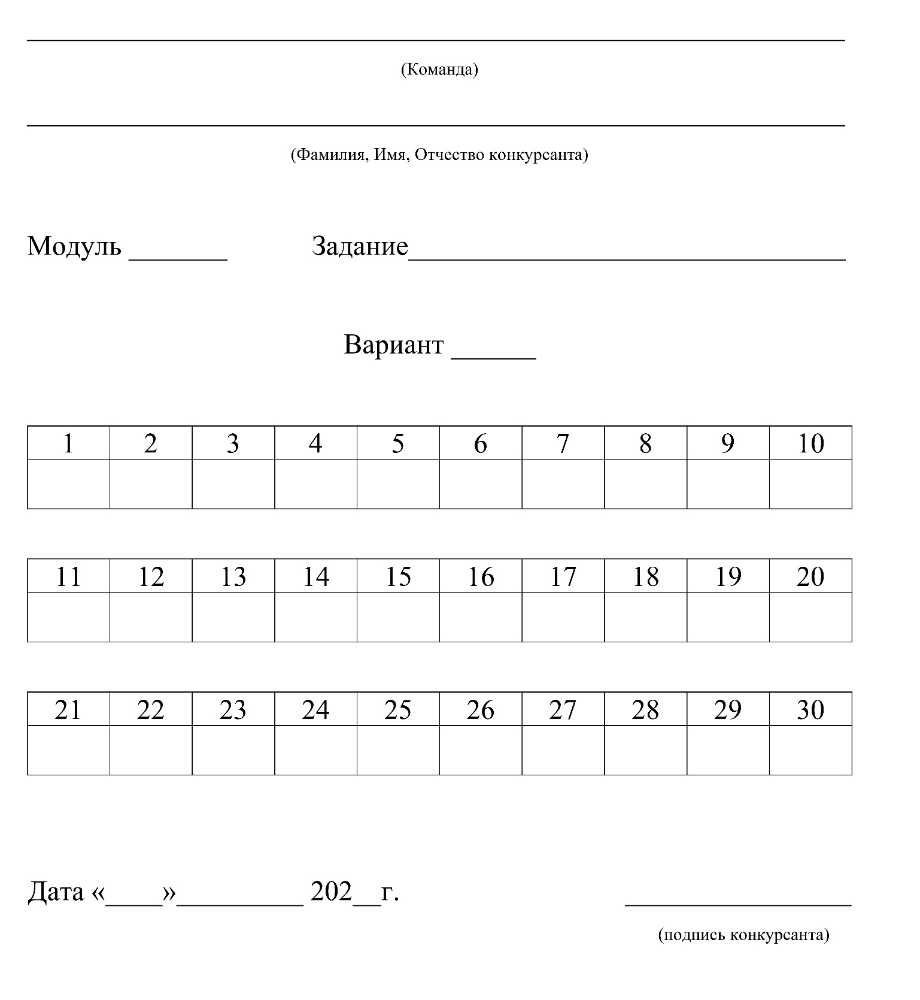 (Команда)
(Фамилия, Имя, Отчество конкурсанта)
Модуль _______ Задание_______________________________
Вариант ______
1 2 3 4 5 6 7 8 9 10
11 12 13 14 15 16 17 18 19 20
21 22 23 24 25 26 27 28 29 30
Дата «____»_________ 202__г. ________________
(подпись конкурсанта)